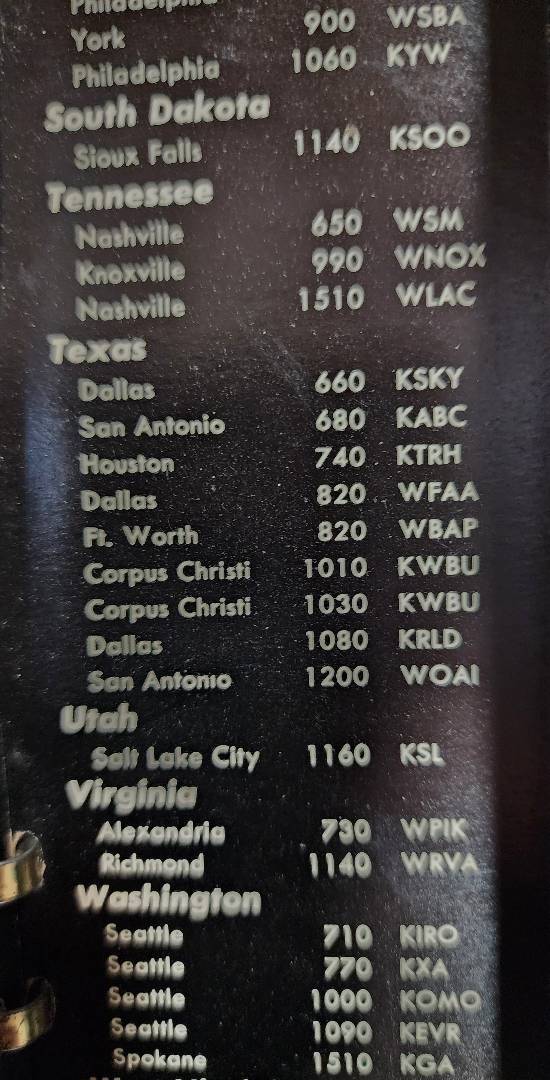 Philadelphia
York 900 WSBA
Philadelphia 1060 KYW
South Dakota
Sioux Falls 1140 KSOO
Tennessee
Nashville 650 WSM
Knoxville 990 WNOX
Nashville 1510 WLAC
Texas
Dallas 660 KSKY
San Antonio 680 KABC
Houston 740 KTRH
Dallas 820 WFAA
Ft. Worth 820 WBAP
Corpus Christi 1010 KWBU
Corpus Christi 1030 KWBU
Dallas 1080 KRLD
San Antonio 1200 WOAI
Utah
Salt Lake City 1160 KSL
Virginia
Alexandria 730 WPIK
Richmond 1140 WRVA
Washington
Seattle 710 KIRO
Seattle 770 KXA
Seattle 1000 KOMO
Seattle 1090 KEVR
Spokane 1510 KGA